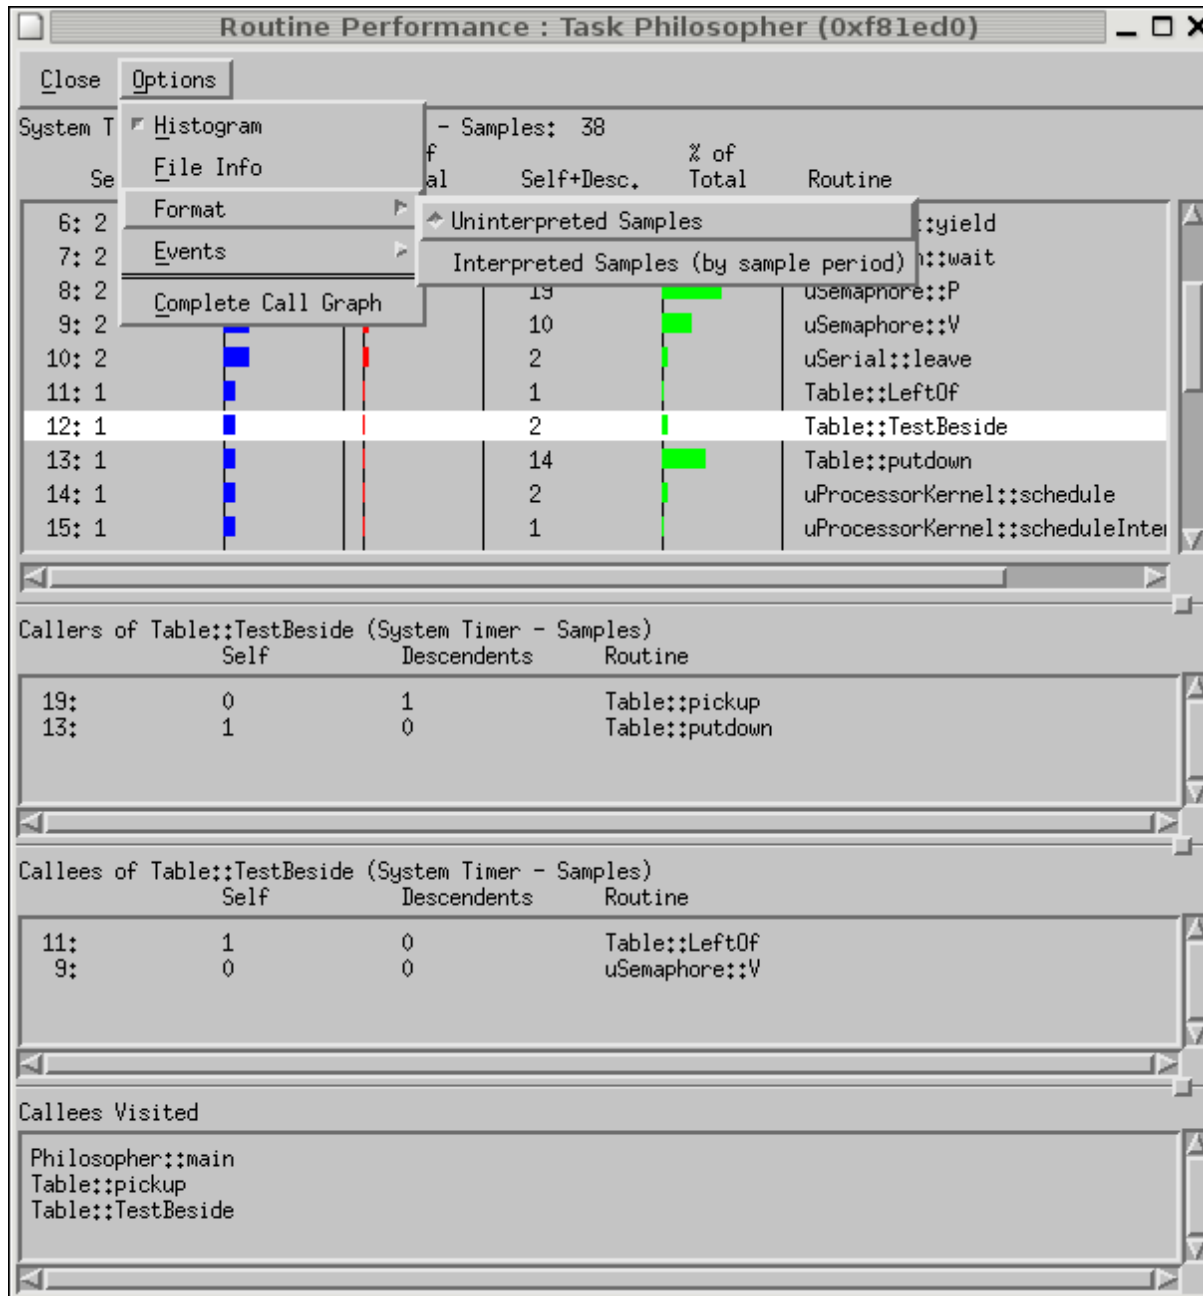 Routine Performance : Task Philosopher (0xf81ed0)
Close Options
System T - Samples: 38
Histogram
File Info
Format
Events
Complete Call Graph
Uninterpreted Samples
Interpreted Samples (by sample period)
f % of
Se al Self+Desc. Total Routine
6: 2 ::yield
7: 2 ::wait
8: 2 19 uSemaphore::P
9: 2 10 uSemaphore::V
10: 2 2 uSerial::leave
11: 1 1 Table::LeftOf
12: 1 2 Table::TestBeside
13: 1 14 Table::putdown
14: 1 2 uProcessorKernel::schedule
15: 1 1 uProcessorKernel::scheduleInter
Callers of Table::TestBeside (System Timer - Samples)
Self Descendents Routine
19: 0 1 Table::pickup
13: 1 0 Table::putdown
Callees of Table::TestBeside (System Timer - Samples)
Self Descendents Routine
11: 1 0 Table::LeftOf
9: 0 0 uSemaphore::V
Callees Visited
Philosopher::main
Table::pickup
Table::TestBeside